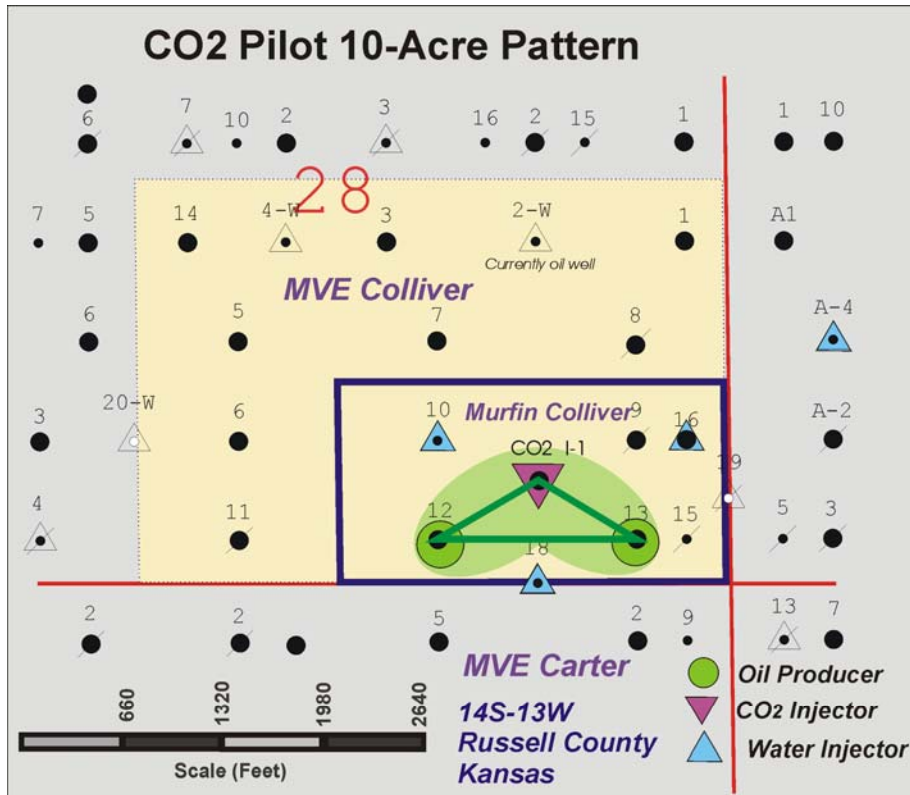 CO2 Pilot 10-Acre Pattern
6 7 10 2 3 16 2 15 1 1 10
28
7 5 14 4-W 3 2-W 1 A1
Currently oil well
MVE Colliver
6 5 7 8 A-4
20-W
Murfin Colliver
3 6 10 9 16 A-2
CO2 I-1
19
4 11 12 13 15 5 3
18
2 2 5 2 9 13 7
MVE Carter
Oil Producer
14S-13W
CO2 Injector
Russell County
Water Injector
Kansas
660 1320 1980 2640
Scale (Feet)